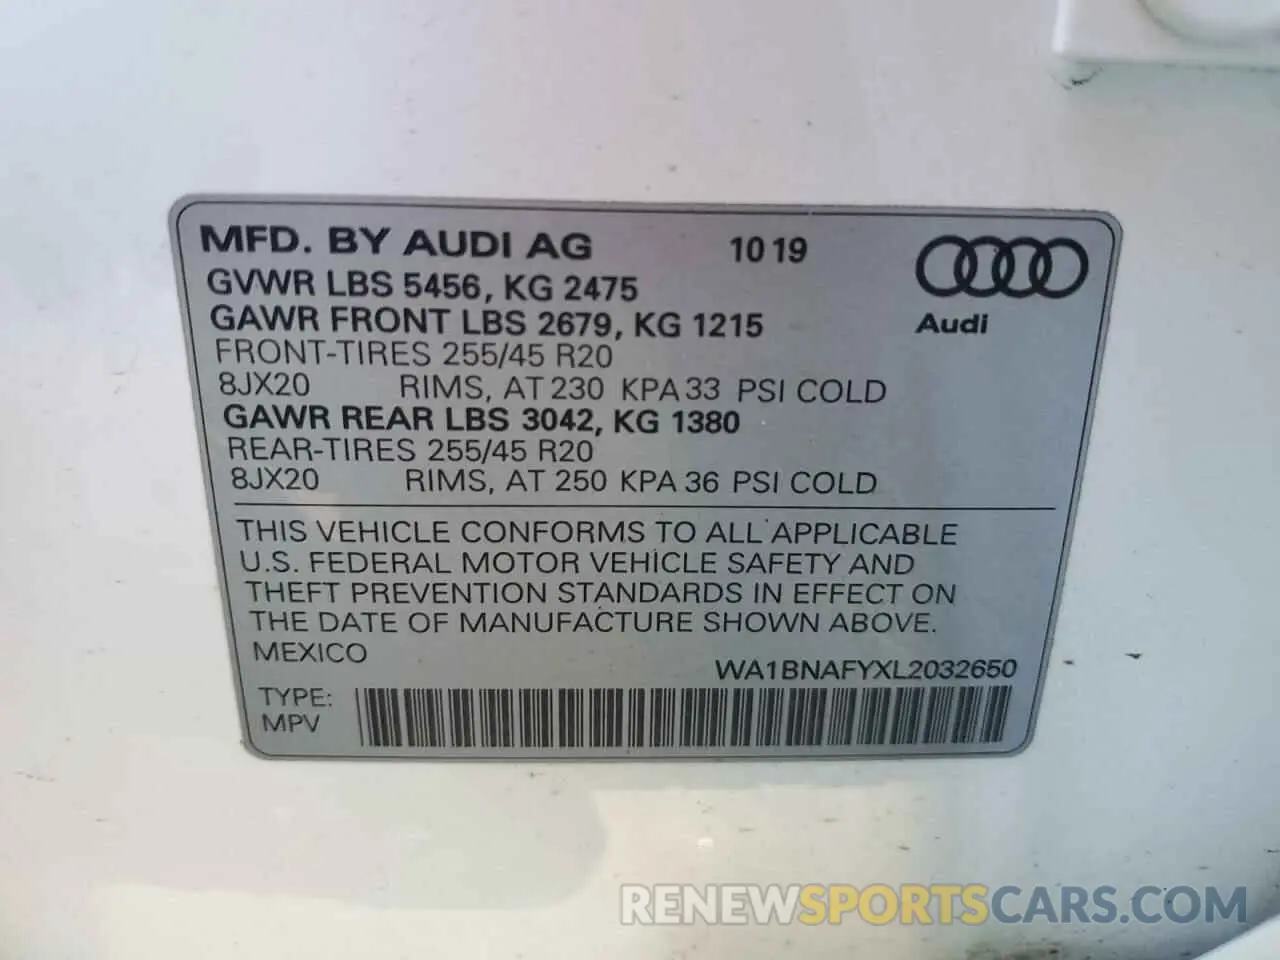 MFD. BY AUDI AG 10 19
GVWR LBS 5456, KG 2475
GAWR FRONT LBS 2679, KG 1215
Audi
FRONT-TIRES 255/45 R20
8JX20 RIMS, AT 230 KPA 33 PSI COLD
GAWR REAR LBS 3042, KG 1380
REAR-TIRES 255/45 R20
8JX20 RIMS, AT 250 KPA 36 PSI COLD
THIS VEHICLE CONFORMS TO ALL APPLICABLE
U.S. FEDERAL MOTOR VEHICLE SAFETY AND
THEFT PREVENTION STANDARDS IN EFFECT ON
THE DATE OF MANUFACTURE SHOWN ABOVE.
MEXICO WA1BNAFYXL2032650
TYPE:
MPV
RENEWSPORTSCARS.COM